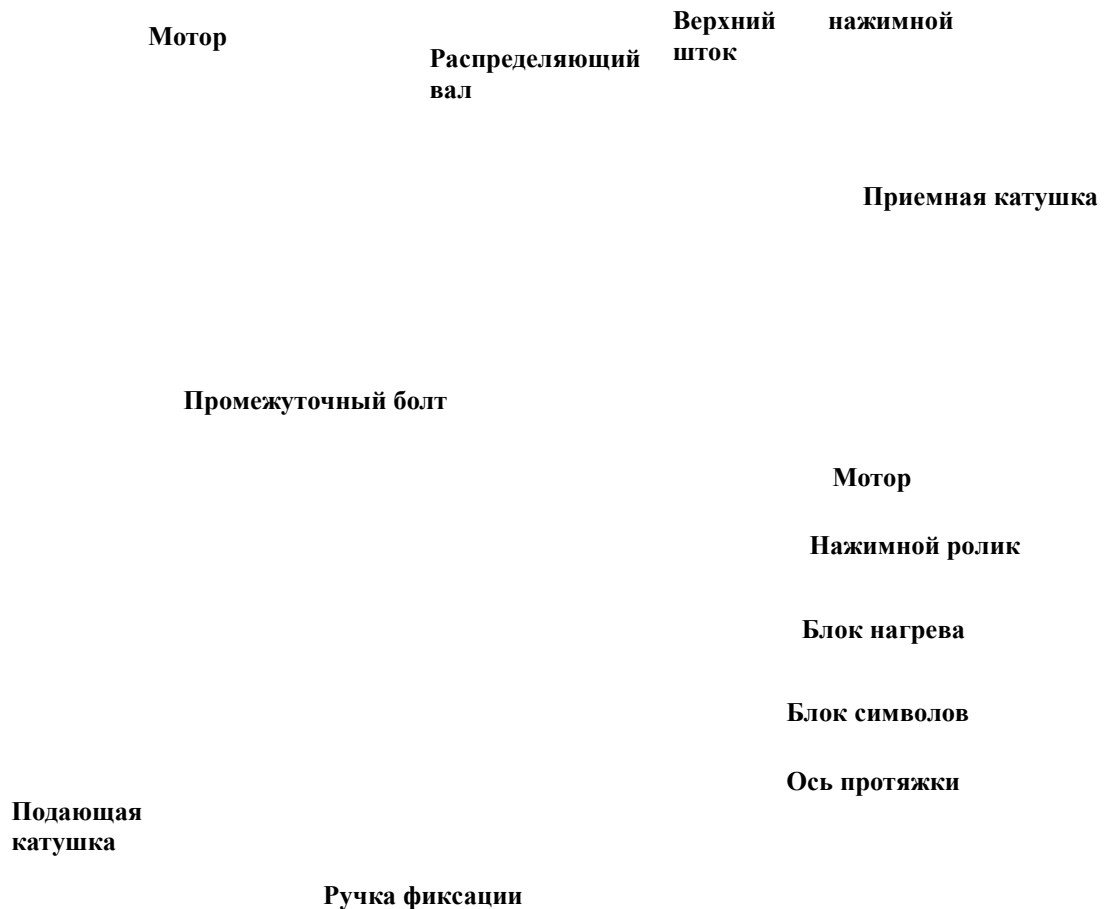 Верхний нажимной
шток
Мотор
Распределяющий
вал
Приемная катушка
Промежуточный болт
Мотор
Нажимной ролик
Блок нагрева
Блок символов
Ось протяжки
Подающая
катушка
Ручка фиксации